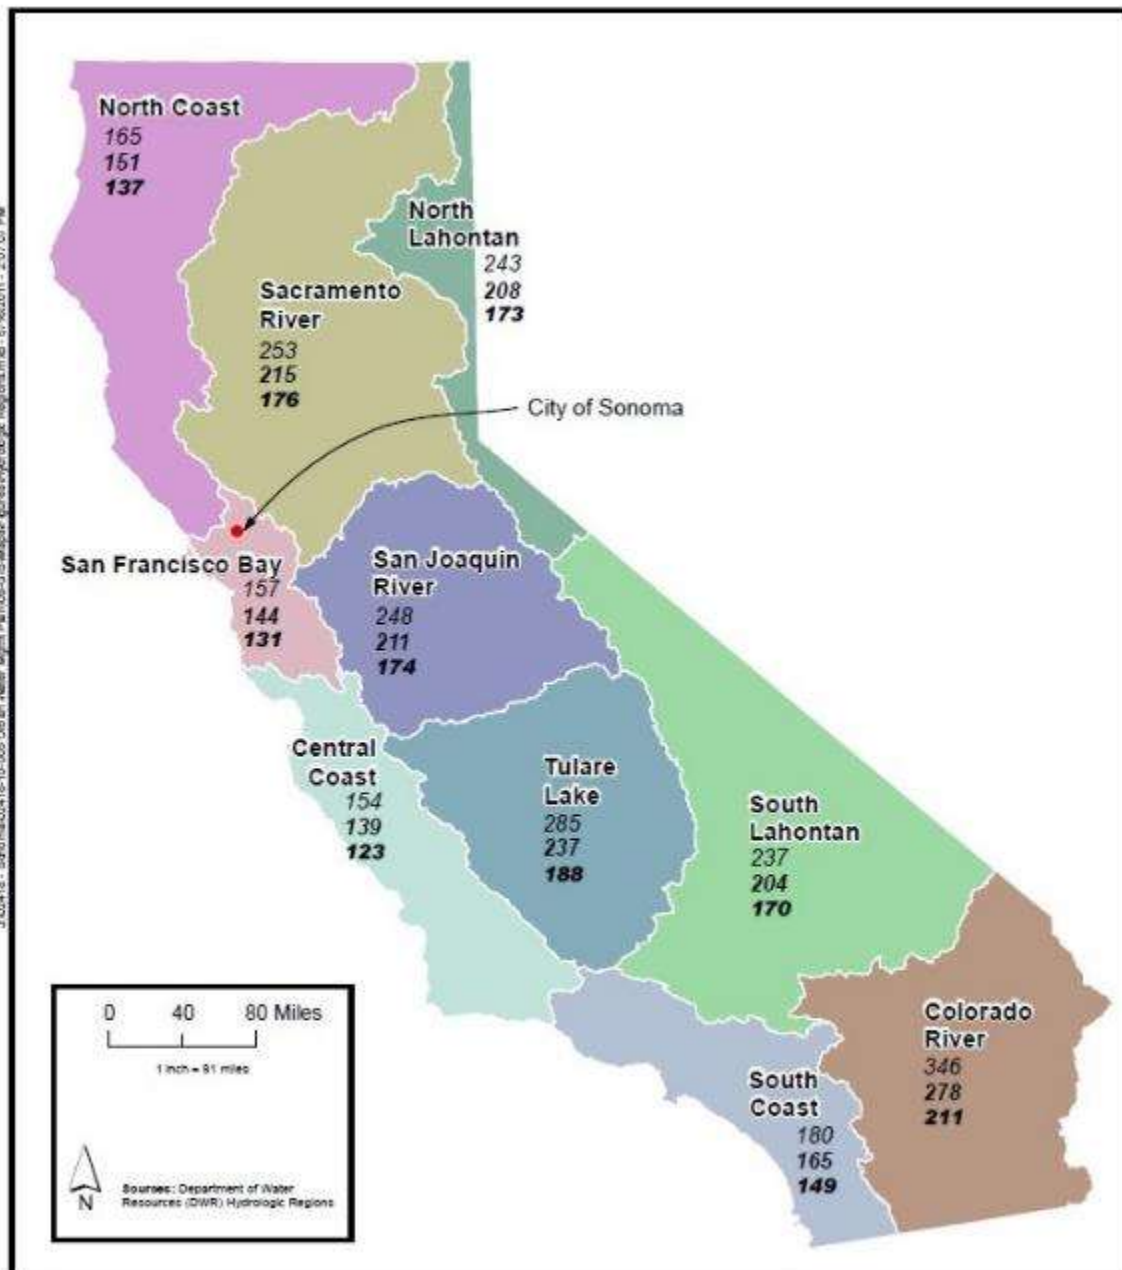 North Coast
165
151
137
North
Lahontan
243
208
173
Sacramento
River
253
215
176
City of Sonoma
San Francisco Bay
157
144
131
San Joaquin
River
248
211
174
Central
Coast
154
139
123
Tulare
Lake
285
237
188
South
Lahontan
237
204
170
Colorado
River
346
278
211
South
Coast
180
165
149
0 40 80 Miles
1 inch = 91 miles
N
Sources: Department of Water
Resources (DWR) Hydrologic Regions